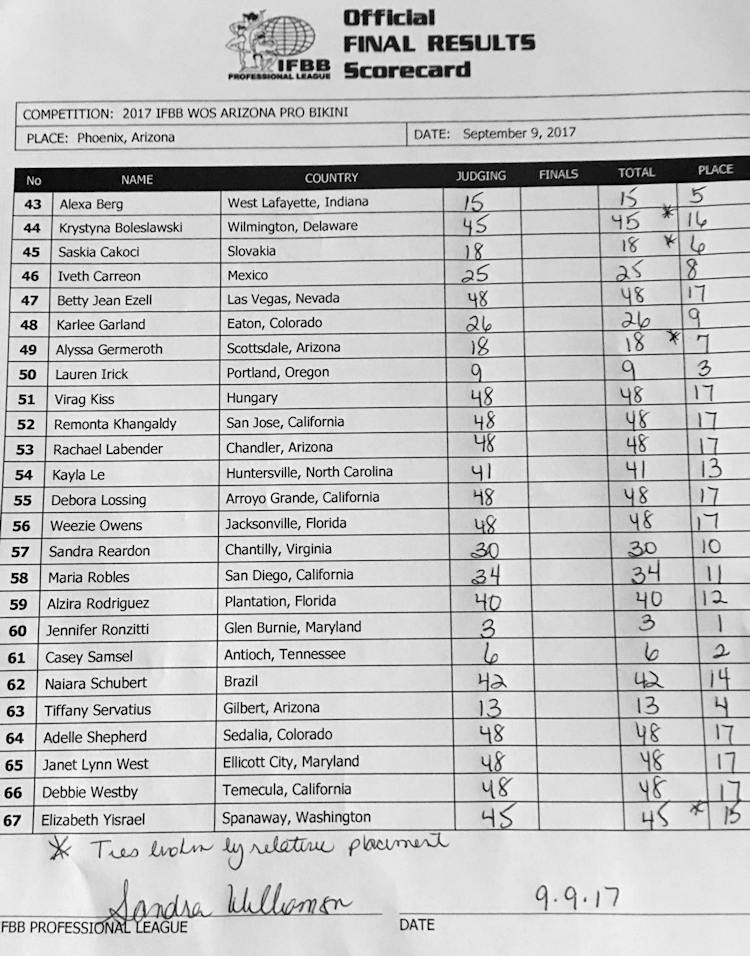 Official
FINAL RESULTS
Scorecard
IFBB
PROFESSIONAL LEAGUE
COMPETITION: 2017 IFBB WOS ARIZONA PRO BIKINI
PLACE: Phoenix, Arizona DATE: September 9, 2017
No NAME COUNTRY JUDGING FINALS TOTAL PLACE
43 Alexa Berg West Lafayette, Indiana 15 15 5
44 Krystyna Boleslawski Wilmington, Delaware 45 45 * 16
45 Saskia Cakoci Slovakia 18 18 * 6
46 Iveth Carreon Mexico 25 25 8
47 Betty Jean Ezell Las Vegas, Nevada 48 48 17
48 Karlee Garland Eaton, Colorado 26 26 9
49 Alyssa Germeroth Scottsdale, Arizona 18 18 * 7
50 Lauren Irick Portland, Oregon 9 9 3
51 Virag Kiss Hungary 48 48 17
52 Remonta Khangaldy San Jose, California 48 48 17
53 Rachael Labender Chandler, Arizona 48 48 17
54 Kayla Le Huntersville, North Carolina 41 41 13
55 Debora Lossing Arroyo Grande, California 48 48 17
56 Weezie Owens Jacksonville, Florida 48 48 17
57 Sandra Reardon Chantilly, Virginia 30 30 10
58 Maria Robles San Diego, California 34 34 11
59 Alzira Rodriguez Plantation, Florida 40 40 12
60 Jennifer Ronzitti Glen Burnie, Maryland 3 3 1
61 Casey Samsel Antioch, Tennessee 6 6 2
62 Naiara Schubert Brazil 42 42 14
63 Tiffany Servatius Gilbert, Arizona 13 13 4
64 Adelle Shepherd Sedalia, Colorado 48 48 17
65 Janet Lynn West Ellicott City, Maryland 48 48 17
66 Debbie Westby Temecula, California 48 48 17
67 Elizabeth Yisrael Spanaway, Washington 45 45 * 15
* Ties broken by relative placement
Sandra Williamson 9.9.17
IFBB PROFESSIONAL LEAGUE DATE